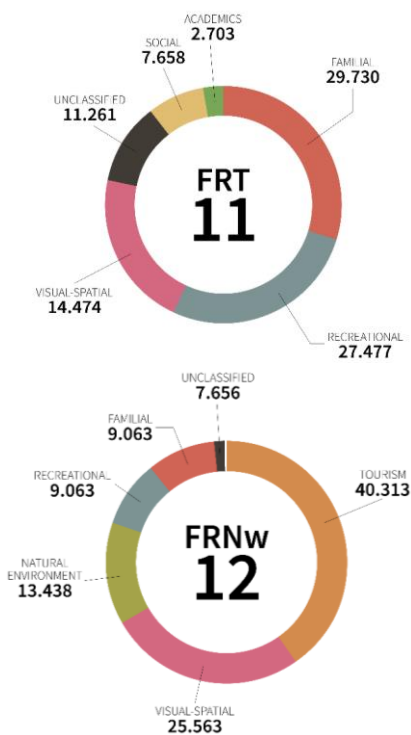 ACADEMICS
2.703
SOCIAL
7.658
FAMILIAL
29.730
UNCLASSIFIED
11.261
FRT
11
VISUAL-SPATIAL
14.474
RECREATIONAL
27.477
UNCLASSIFIED
7.656
FAMILIAL
9.063
RECREATIONAL
9.063
TOURISM
40.313
FRNw
12
NATURAL
ENVIRONMENT
13.438
VISUAL-SPATIAL
25.563